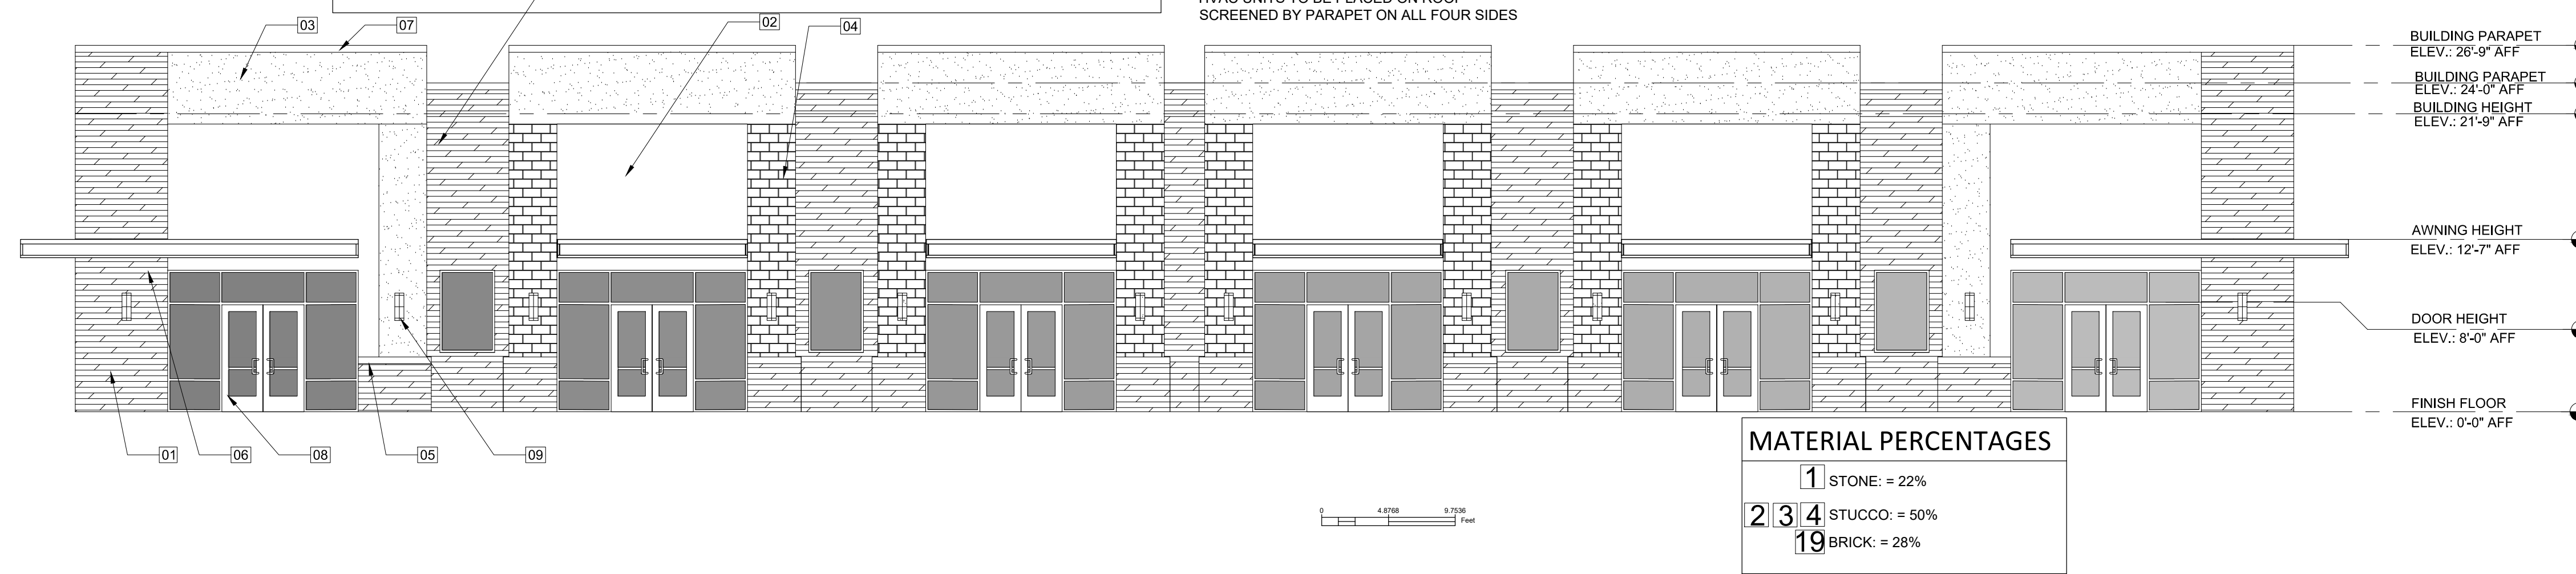 SCREENED BY PARAPET ON ALL FOUR SIDES
03
07
02
04
BUILDING PARAPET
ELEV.: 26'-9" AFF
BUILDING PARAPET
ELEV.: 24'-0" AFF
BUILDING HEIGHT
ELEV.: 21'-9" AFF
AWNING HEIGHT
ELEV.: 12'-7" AFF
DOOR HEIGHT
ELEV.: 8'-0" AFF
FINISH FLOOR
ELEV.: 0'-0" AFF
01
06
08
05
09
0 4.8768 9.7536
Feet
MATERIAL PERCENTAGES
1 STONE: = 22%
2 3 4 STUCCO: = 50%
19 BRICK: = 28%